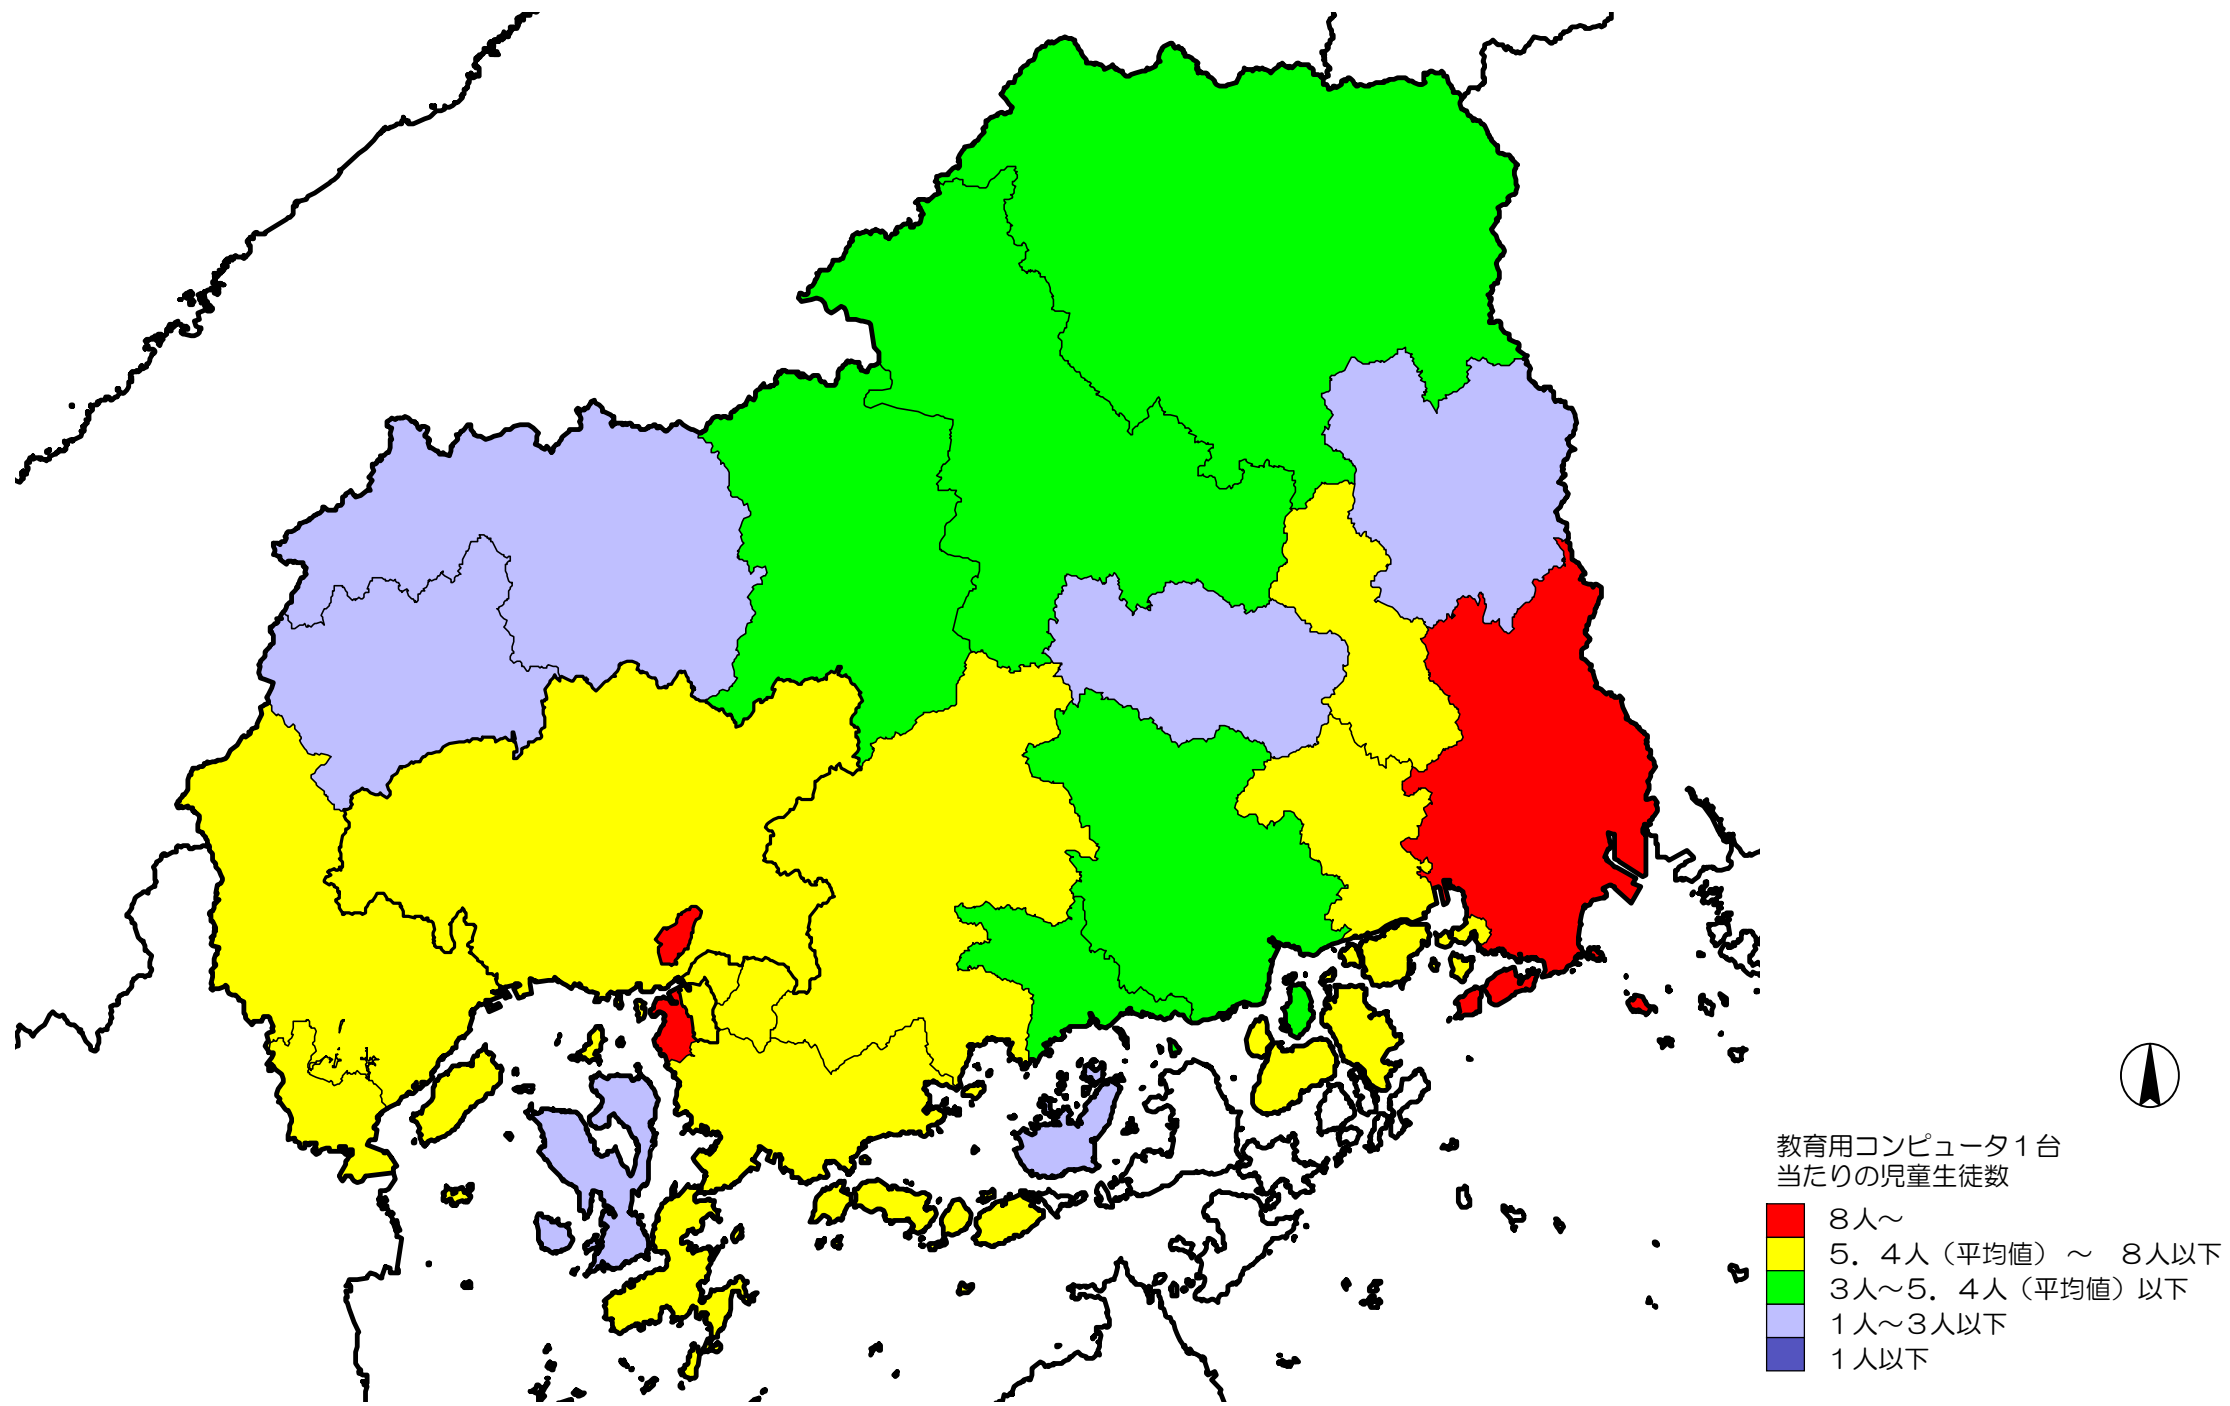 教育用コンピュータ１台
当たりの児童生徒数
８人～
５．４人（平均値）～　８人以下
３人～５．４人（平均値）以下
１人～３人以下
１人以下